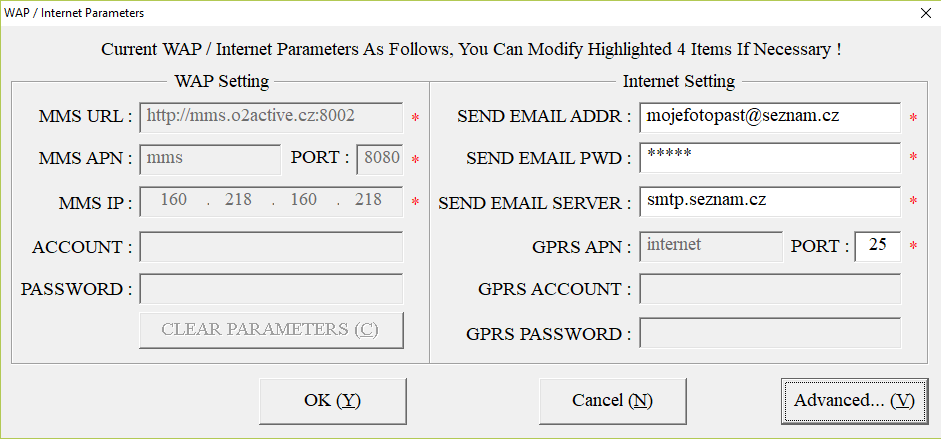 WAP / Internet Parameters
Current WAP / Internet Parameters As Follows, You Can Modify Highlighted 4 Items If Necessary !
WAP Setting
MMS URL : http://mms.o2active.cz:8002 *
MMS APN : mms PORT : 8080 *
MMS IP : 160 . 218 . 160 . 218 *
ACCOUNT :
PASSWORD :
CLEAR PARAMETERS (C)
Internet Setting
SEND EMAIL ADDR : mojefotopast@seznam.cz *
SEND EMAIL PWD : ***** *
SEND EMAIL SERVER : smtp.seznam.cz *
GPRS APN : internet PORT : 25 *
GPRS ACCOUNT :
GPRS PASSWORD :
OK (Y) Cancel (N) Advanced... (V)